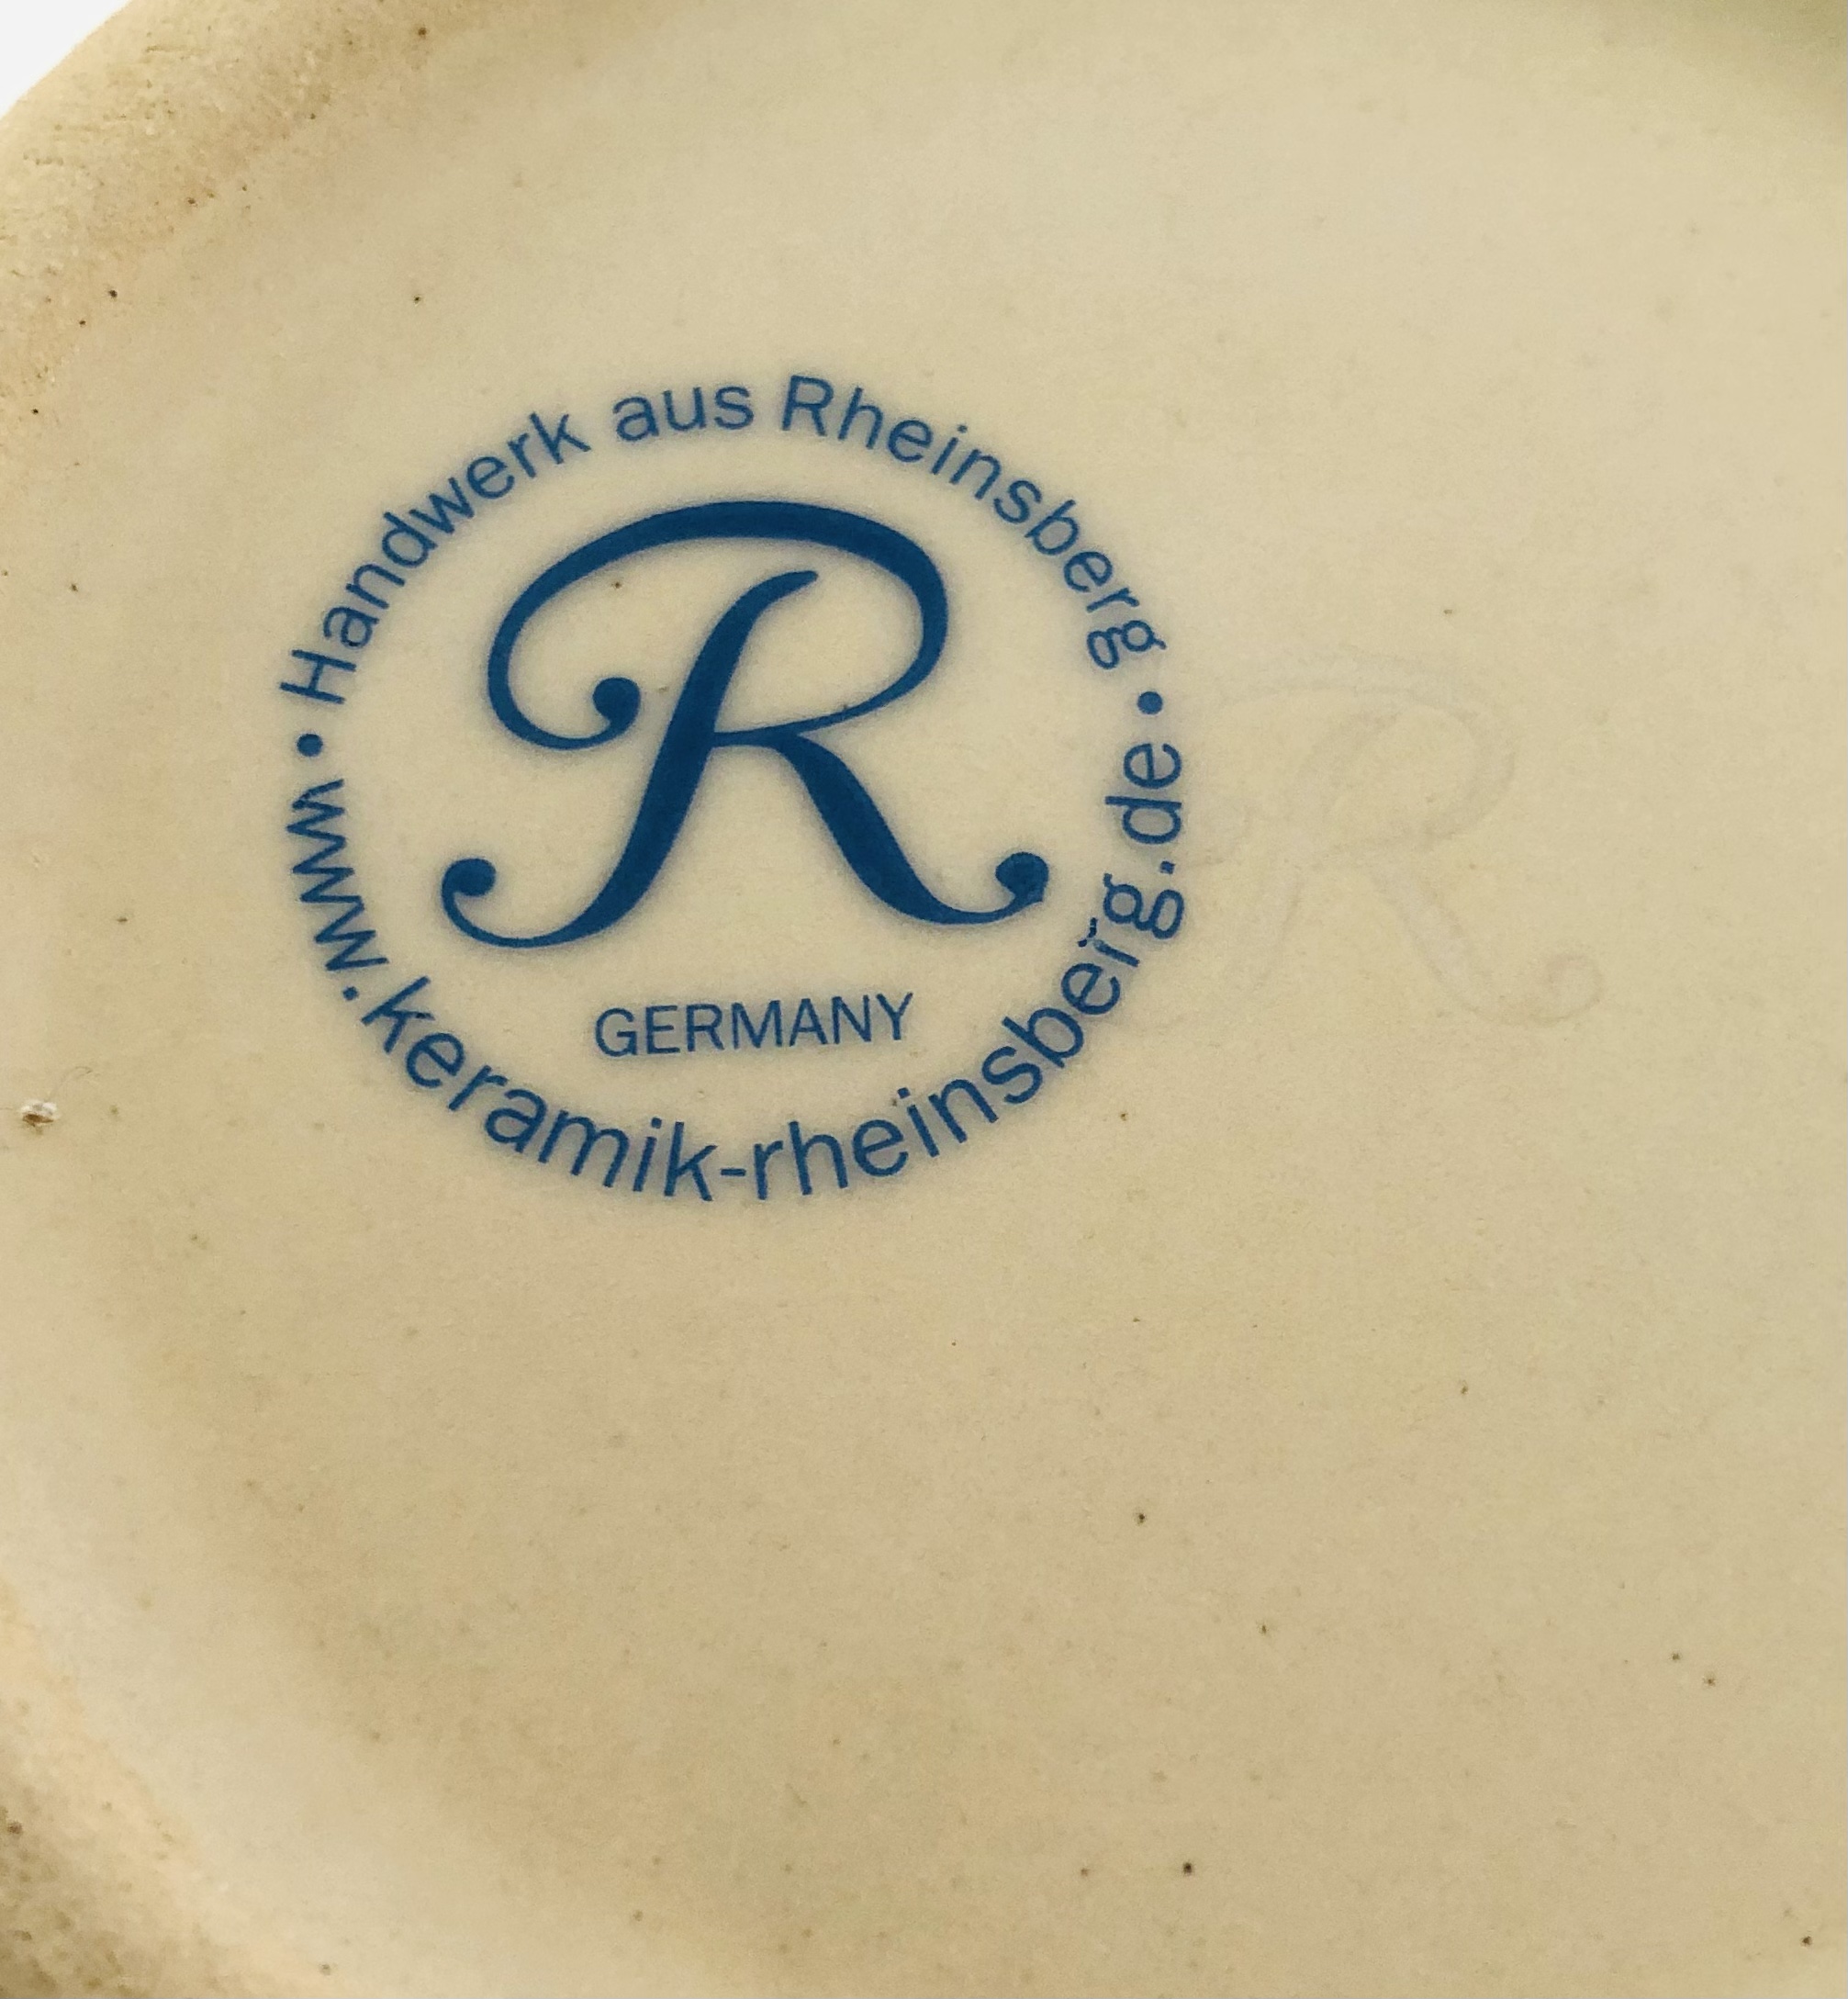 Handwerk aus Rheinsberg
R
GERMANY
• www.keramik-rheinsberg.de •
R